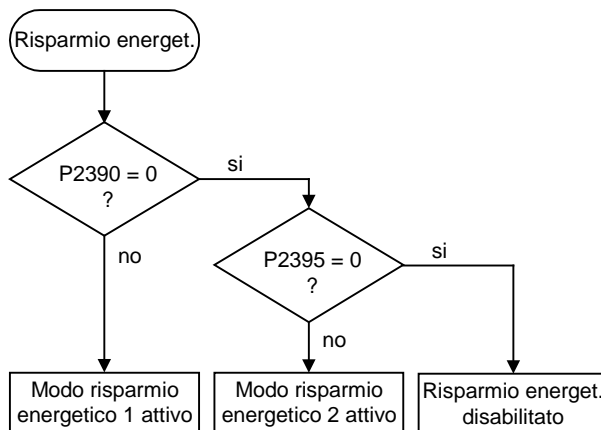 Risparmio energet.
P2390 = 0
?
si
no
P2395 = 0
?
si
no
Modo risparmio
energetico 1 attivo
Modo risparmio
energetico 2 attivo
Risparmio energet.
disabilitato